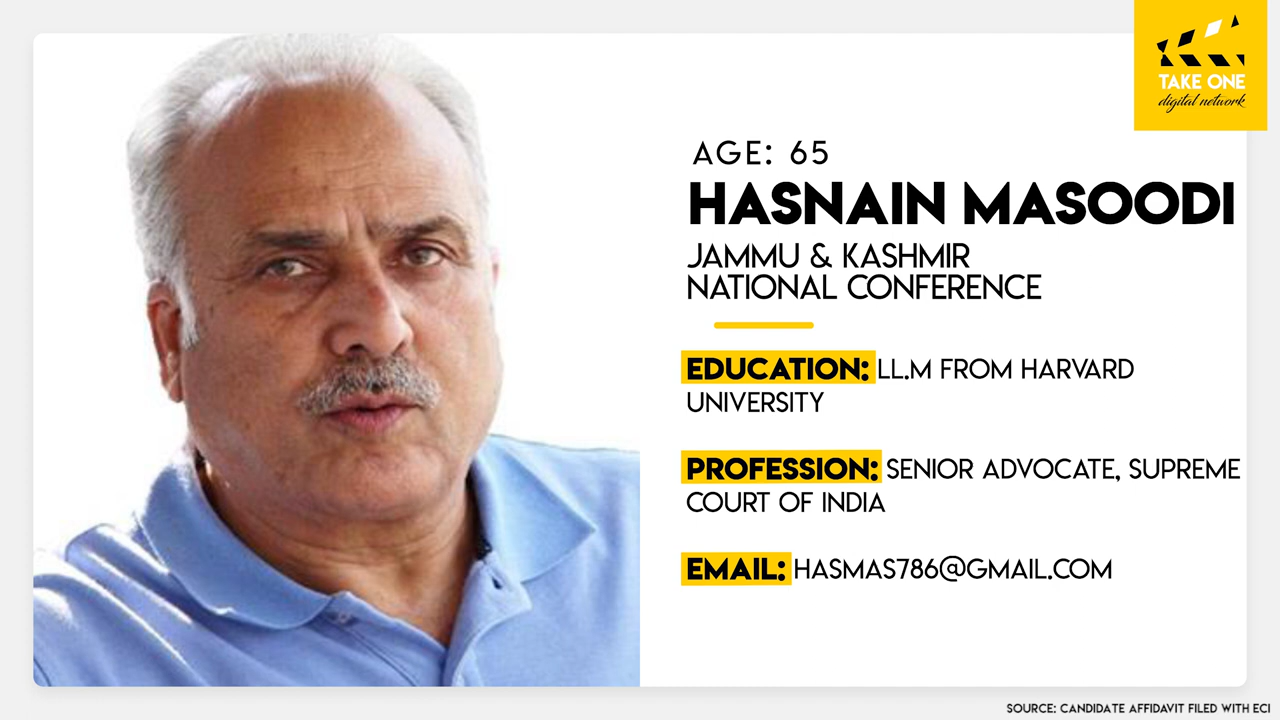 TAKE ONE
digital network
AGE: 65
HASNAIN MASOODI
JAMMU & KASHMIR
NATIONAL CONFERENCE
EDUCATION: LL.M FROM HARVARD
UNIVERSITY
PROFESSION: SENIOR ADVOCATE, SUPREME
COURT OF INDIA
EMAIL: HASMAS786@GMAIL.COM
SOURCE: CANDIDATE AFFIDAVIT FILED WITH ECI